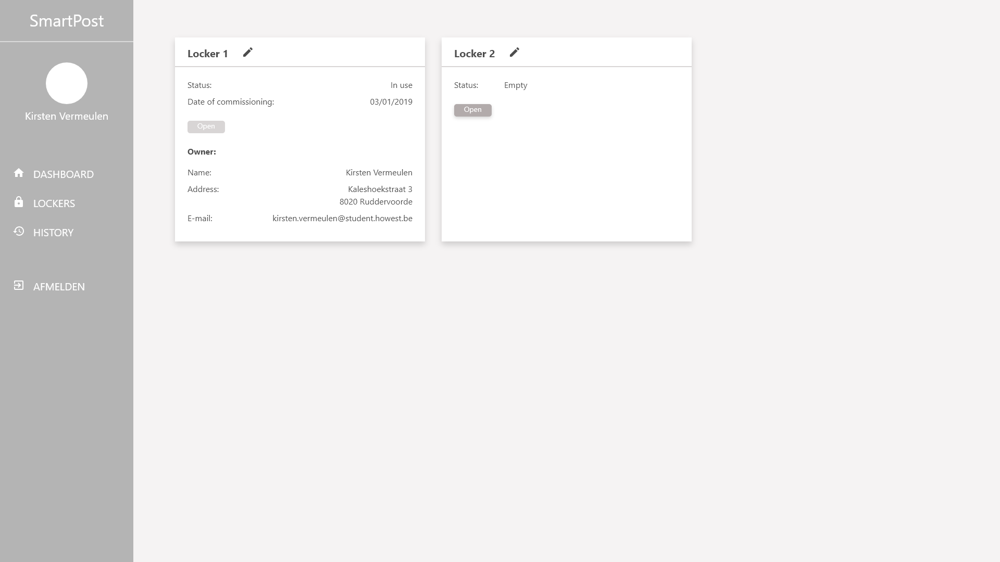 SmartPost
Kirsten Vermeulen
DASHBOARD
LOCKERS
HISTORY
AFMELDEN
Locker 1
Status: In use
Date of commissioning: 03/01/2019
Open
Owner:
Name: Kirsten Vermeulen
Address: Kaleshoekstraat 3
8020 Ruddervoorde
E-mail: kirsten.vermeulen@student.howest.be
Locker 2
Status: Empty
Open